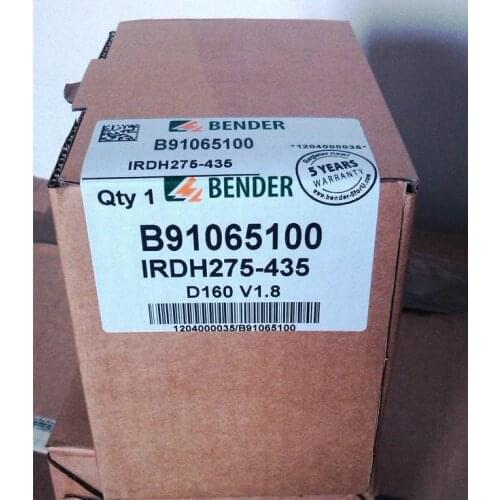 BENDER
B91065100
*1204000035*
IRDH275-435
5 YEARS
WARRANTY
Qty 1 BENDER
B91065100
IRDH275-435
D160 V1.8
1204000035/B91065100